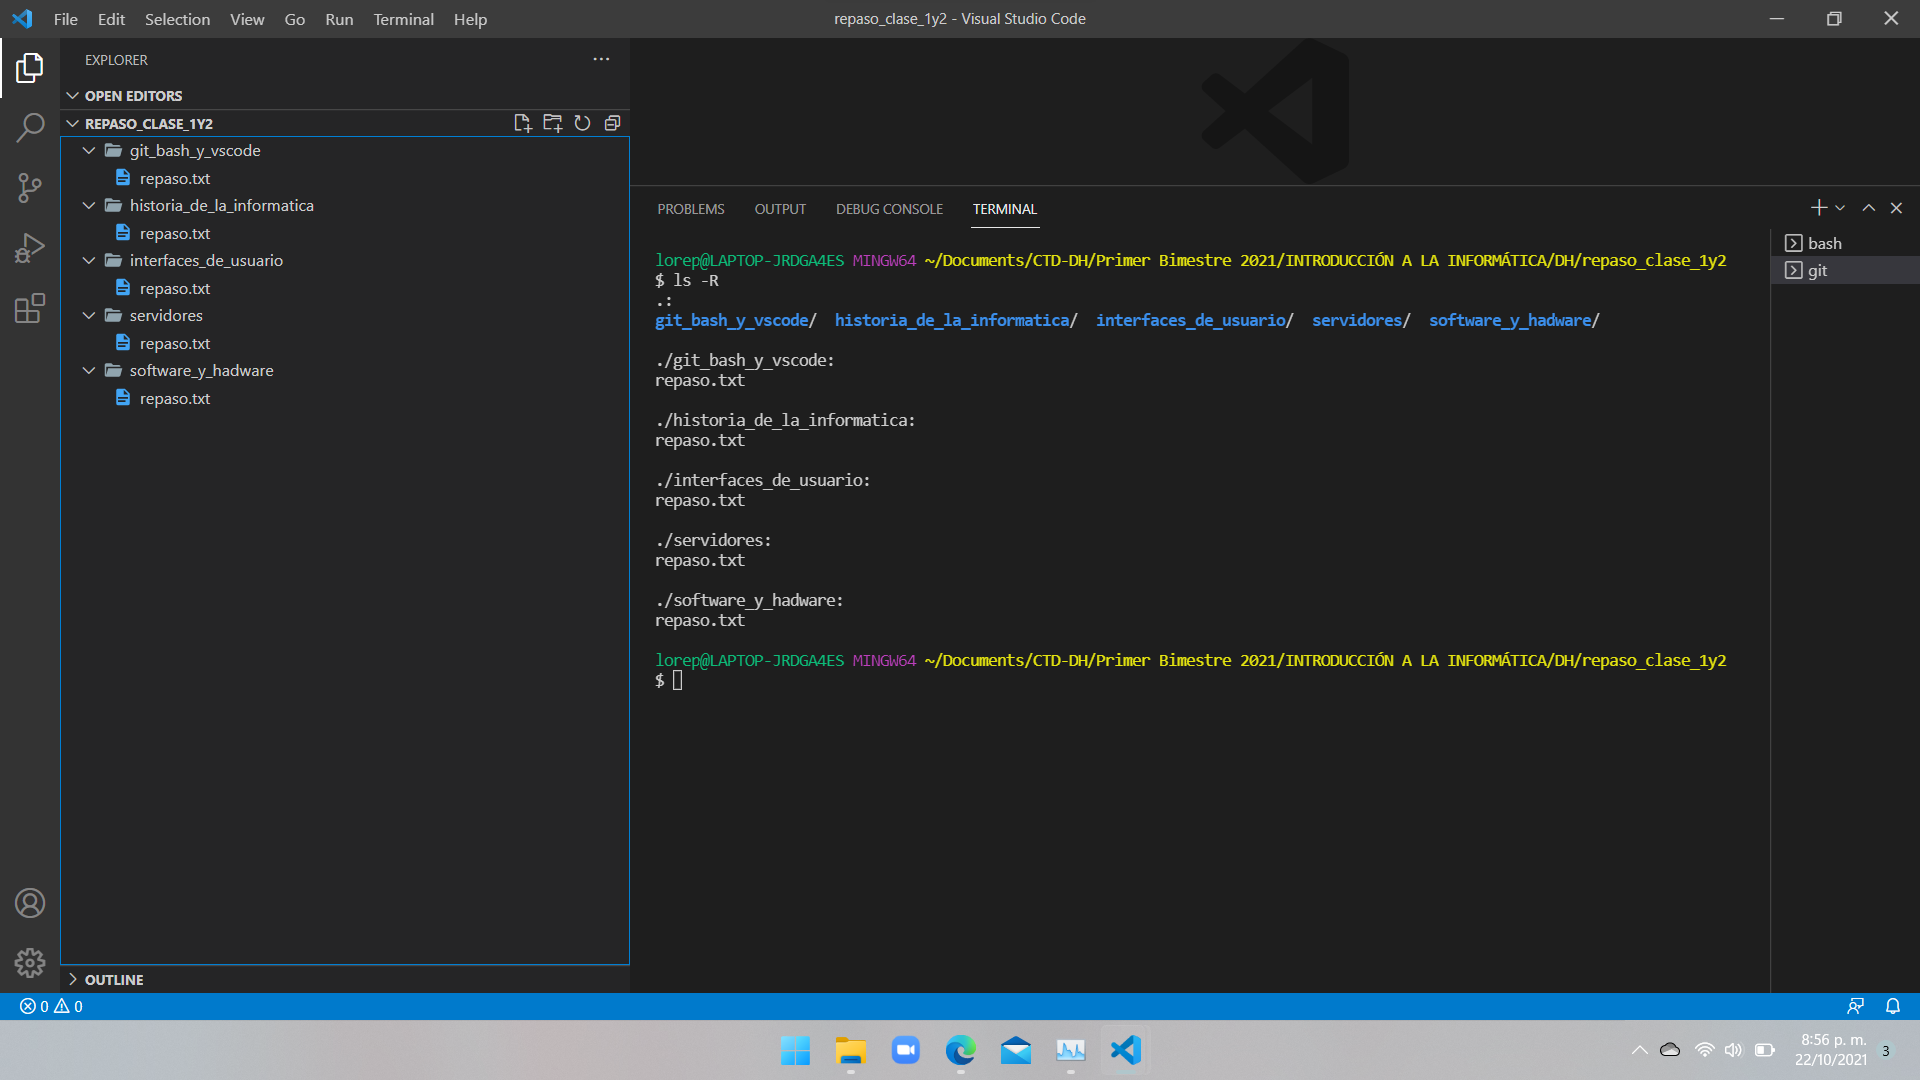 File Edit Selection View Go Run Terminal Help
repaso_clase_1y2 - Visual Studio Code
EXPLORER
OPEN EDITORS
REPASO_CLASE_1Y2
git_bash_y_vscode
repaso.txt
historia_de_la_informatica
repaso.txt
interfaces_de_usuario
repaso.txt
servidores
repaso.txt
software_y_hadware
repaso.txt
OUTLINE
PROBLEMS OUTPUT DEBUG CONSOLE TERMINAL
lorep@LAPTOP-JRDGA4ES MINGW64 ~/Documents/CTD-DH/Primer Bimestre 2021/INTRODUCCIÓN A LA INFORMÁTICA/DH/repaso_clase_1y2
$ ls -R
.:
git_bash_y_vscode/ historia_de_la_informatica/ interfaces_de_usuario/ servidores/ software_y_hadware/
./git_bash_y_vscode:
repaso.txt
./historia_de_la_informatica:
repaso.txt
./interfaces_de_usuario:
repaso.txt
./servidores:
repaso.txt
./software_y_hadware:
repaso.txt
lorep@LAPTOP-JRDGA4ES MINGW64 ~/Documents/CTD-DH/Primer Bimestre 2021/INTRODUCCIÓN A LA INFORMÁTICA/DH/repaso_clase_1y2
$
bash
git
0 0
8:56 p. m.
22/10/2021
3